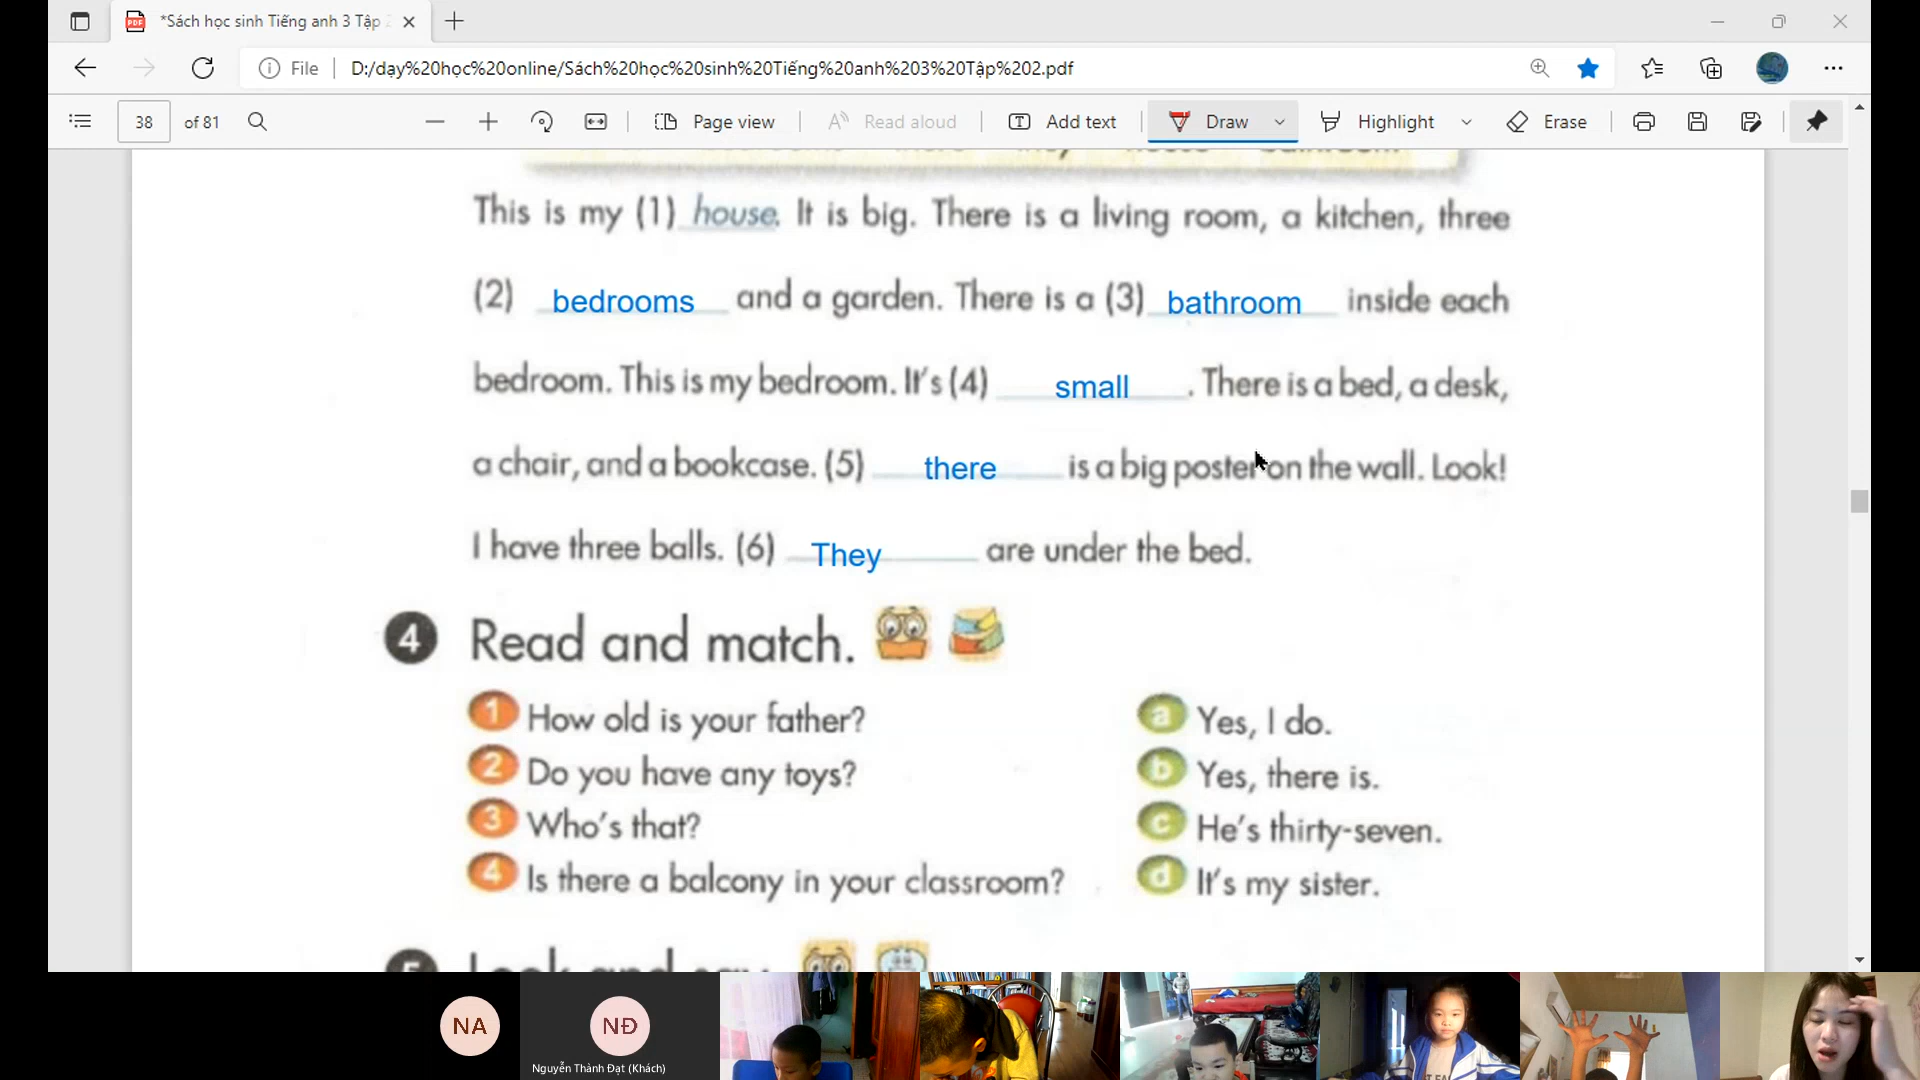 *Sách học sinh Tiếng anh 3 Tập
File
D:/dạy%20học%20online/Sách%20học%20sinh%20Tiếng%20anh%203%20Tập%202.pdf
38 of 81
Page view
Read aloud
Add text
Draw
Highlight
Erase
This is my (1) house. It is big. There is a living room, a kitchen, three
(2) bedrooms and a garden. There is a (3) bathroom inside each
bedroom. This is my bedroom. It's (4) small . There is a bed, a desk,
a chair, and a bookcase. (5) there is a big poster on the wall. Look!
I have three balls. (6) They are under the bed.
4 Read and match.
1 How old is your father?
2 Do you have any toys?
3 Who's that?
4 Is there a balcony in your classroom?
a Yes, I do.
b Yes, there is.
c He's thirty-seven.
d It's my sister.
NA
NĐ
Nguyễn Thành Đạt (Khách)